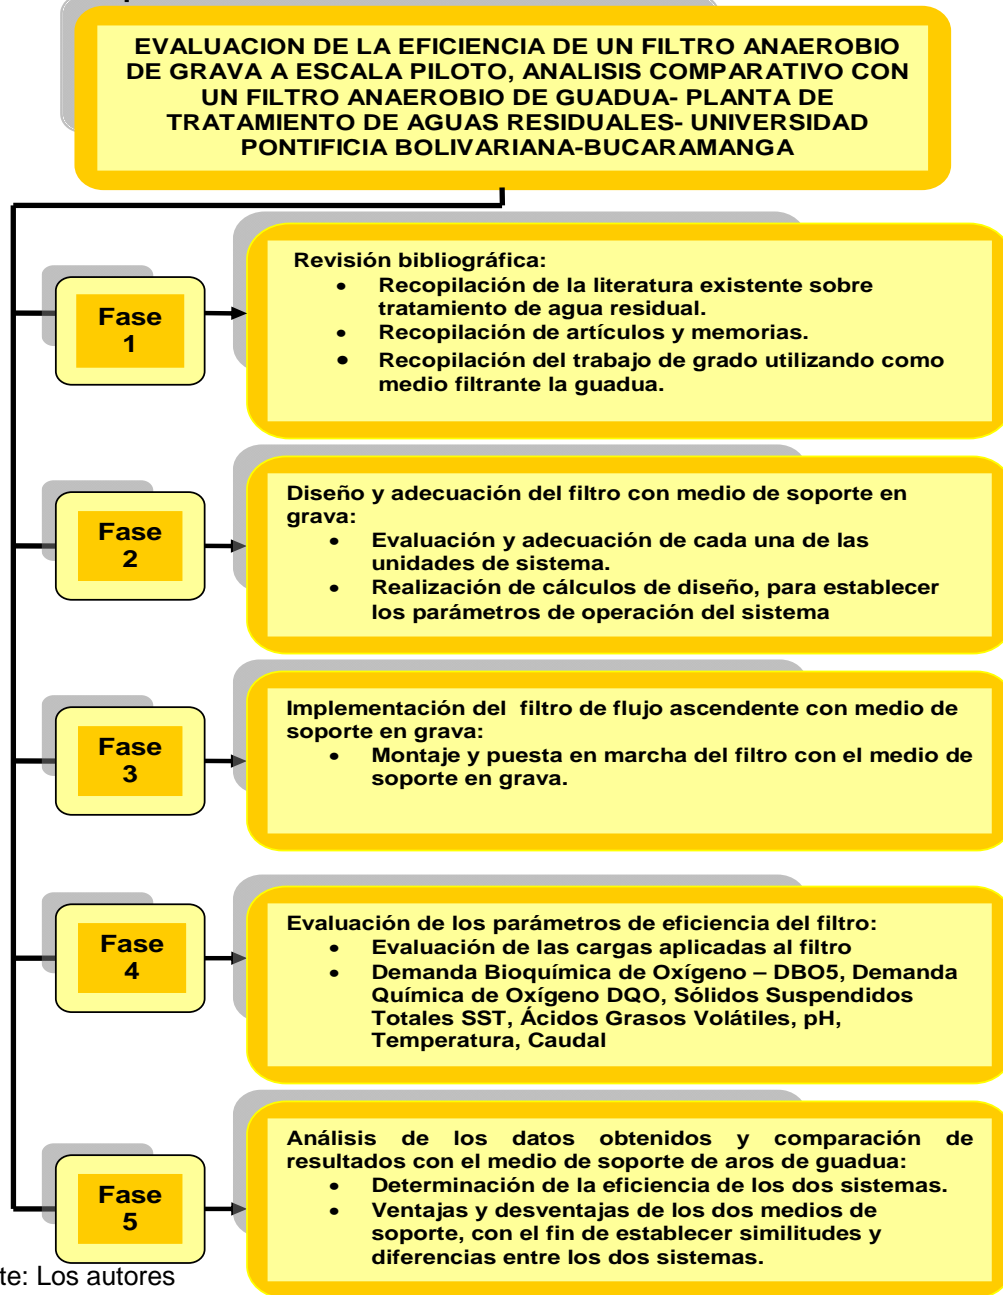 EVALUACION DE LA EFICIENCIA DE UN FILTRO ANAEROBIO
DE GRAVA A ESCALA PILOTO, ANALISIS COMPARATIVO CON
UN FILTRO ANAEROBIO DE GUADUA- PLANTA DE
TRATAMIENTO DE AGUAS RESIDUALES- UNIVERSIDAD
PONTIFICIA BOLIVARIANA-BUCARAMANGA
Fase
1
Revisión bibliográfica:
• Recopilación de la literatura existente sobre
tratamiento de agua residual.
• Recopilación de artículos y memorias.
• Recopilación del trabajo de grado utilizando como
medio filtrante la guadua.
Fase
2
Diseño y adecuación del filtro con medio de soporte en
grava:
• Evaluación y adecuación de cada una de las
unidades de sistema.
• Realización de cálculos de diseño, para establecer
los parámetros de operación del sistema
Fase
3
Implementación del filtro de flujo ascendente con medio de
soporte en grava:
• Montaje y puesta en marcha del filtro con el medio de
soporte en grava.
Fase
4
Evaluación de los parámetros de eficiencia del filtro:
• Evaluación de las cargas aplicadas al filtro
• Demanda Bioquímica de Oxígeno – DBO5, Demanda
Química de Oxígeno DQO, Sólidos Suspendidos
Totales SST, Ácidos Grasos Volátiles, pH,
Temperatura, Caudal
Fase
5
Análisis de los datos obtenidos y comparación de
resultados con el medio de soporte de aros de guadua:
• Determinación de la eficiencia de los dos sistemas.
• Ventajas y desventajas de los dos medios de
soporte, con el fin de establecer similitudes y
diferencias entre los dos sistemas.
te: Los autores